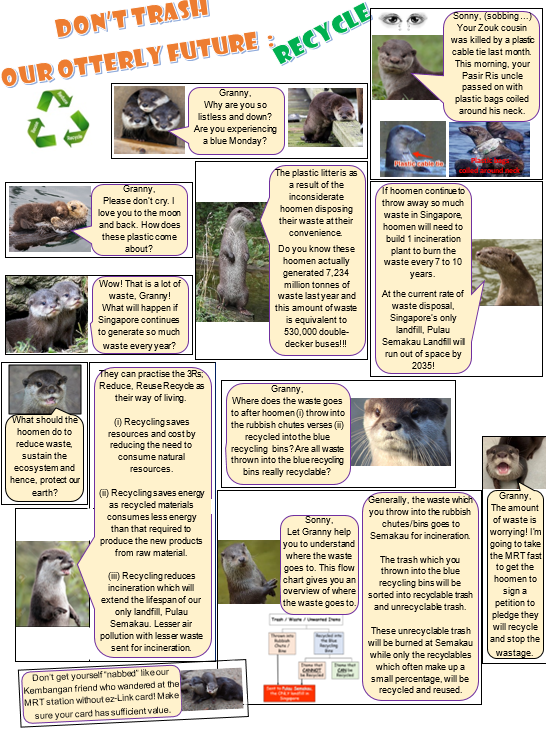 DON'T TRASH
OUR OTTERLY FUTURE :
RECYCLE
Sonny, (sobbing…)
Your Zouk cousin
was killed by a plastic
cable tie last month.
This morning, your
Pasir Ris uncle
passed on with
plastic bags coiled
around his neck.
Plastic cable tie
coiled around neck
Granny,
Why are you so
listless and down?
Are you experiencing
a blue Monday?
Granny,
Please don't cry. I
love you to the moon
and back. How does
these plastic come
about?
The plastic litter is as
a result of the
inconsiderate
hoomen disposing
their waste at their
convenience.
Do you know these
hoomen actually
generated 7,234
million tonnes of
waste last year and
this amount of waste
is equivalent to
530,000 double-
decker buses!!!
If hoomen continue to
throw away so much
waste in Singapore,
hoomen will need to
build 1 incineration
plant to burn the
waste every 7 to 10
years.
At the current rate of
waste disposal,
Singapore's only
landfill, Pulau
Semakau Landfill will
run out of space by
2035!
Wow! That is a lot of
waste, Granny!
What will happen if
Singapore continues
to generate so much
waste every year?
What should the
hoomen do to
reduce waste,
sustain the
ecosystem and
hence, protect our
earth?
They can practise the 3Rs;
Reduce, Reuse Recycle as
their way of living.
(i) Recycling saves
resources and cost by
reducing the need to
consume natural
resources.
(ii) Recycling saves energy
as recycled materials
consumes less energy
than that required to
produce the new products
from raw material.
(iii) Recycling reduces
incineration which will
extend the lifespan of our
only landfill, Pulau
Semakau. Lesser air
pollution with lesser waste
sent for incineration.
Granny,
Where does the waste goes
to after hoomen (i) throw into
the rubbish chutes verses (ii)
recycled into the blue
recycling bins? Are all waste
thrown into the blue recycling
bins really recyclable?
Sonny,
Let Granny help
you to understand
where the waste
goes to. This flow
chart gives you an
overview of where
the waste goes to.
Trash / Waste / Unwanted Items
Thrown into
Rubbish
Chute /
Bins
Recycled into
the Blue
Recycling
Bins
Items that
CANNOT
be Recycled
Items that
CAN be
Recycled
Sent to Pulau Semakau,
the ONLY landfill in
Singapore
Generally, the waste which
you throw into the rubbish
chutes/bins goes to
Semakau for incineration.
The trash which you
thrown into the blue
recycling bins will be
sorted into recyclable trash
and unrecyclable trash.
These unrecyclable trash
will be burned at Semakau
while only the recyclables
which often make up a
small percentage, will be
recycled and reused.
Granny,
The amount
of waste is
worrying! I'm
going to take
the MRT fast
to get the
hoomen to
sign a
petition to
pledge they
will recycle
and stop the
wastage.
Don't get yourself "nabbed" like our
Kembangan friend who wandered at the
MRT station without ez-Link card! Make
sure your card has sufficient value.